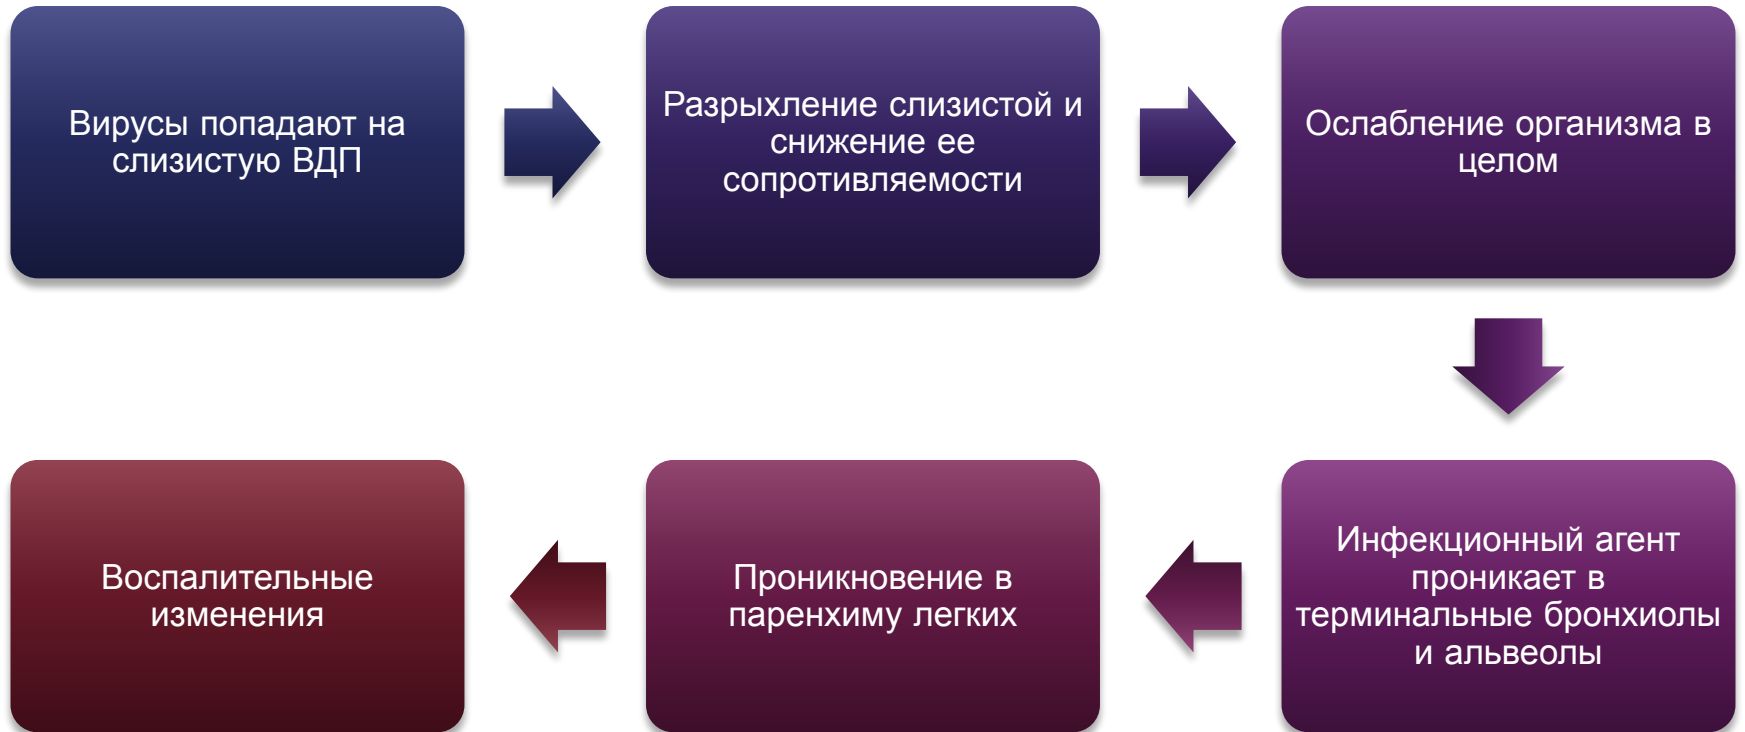 Вирусы попадают на
слизистую ВДП
Разрыхление слизистой и
снижение ее
сопротивляемости
Ослабление организма в
целом
Инфекционный агент
проникает в
терминальные бронхиолы
и альвеолы
Проникновение в
паренхиму легких
Воспалительные
изменения